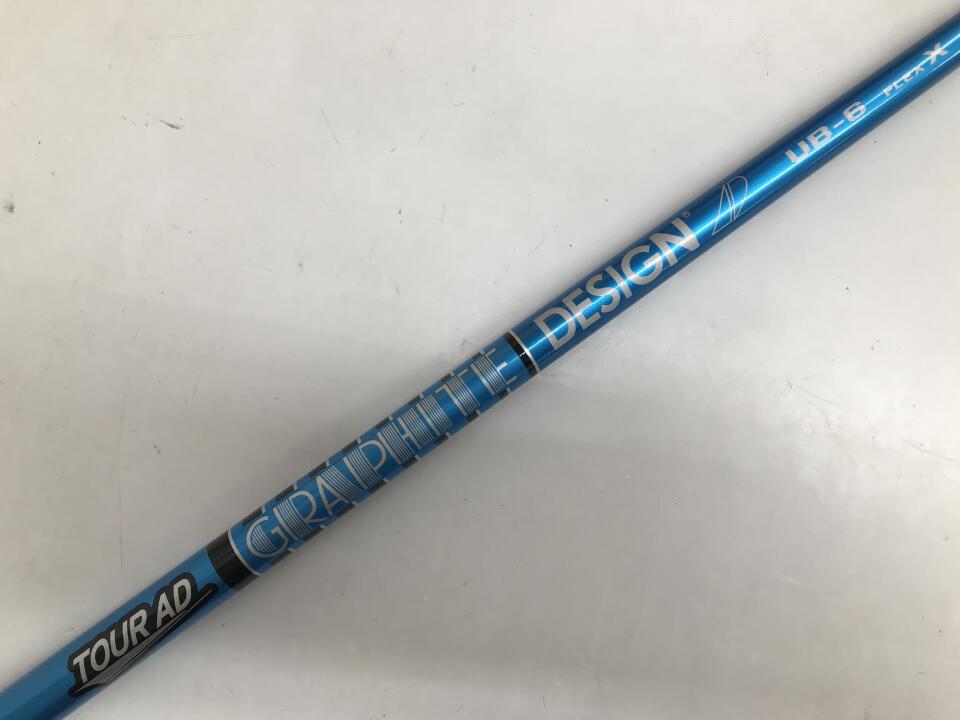 TOUR AD
GRAPHITE
DESIGN®
UB-6 FLEX X